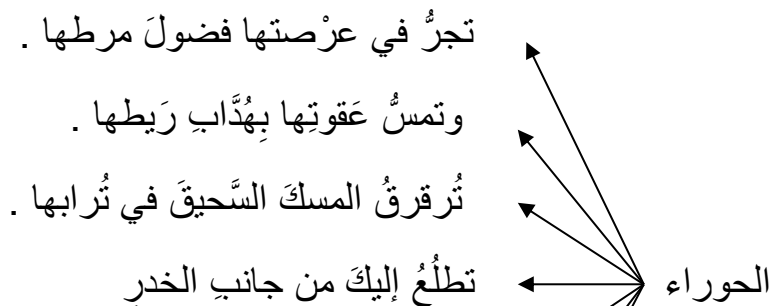 تجرُّ في عرْصتها فضولَ مرطها .
وتمسُّ عَقوتِها بِهُدَّابِ رَيطها .
تُرقرقُ المسكَ السَّحيقَ في تُرابها .
الحوراء تطلُعُ إليكَ من جانبِ الخدرِ